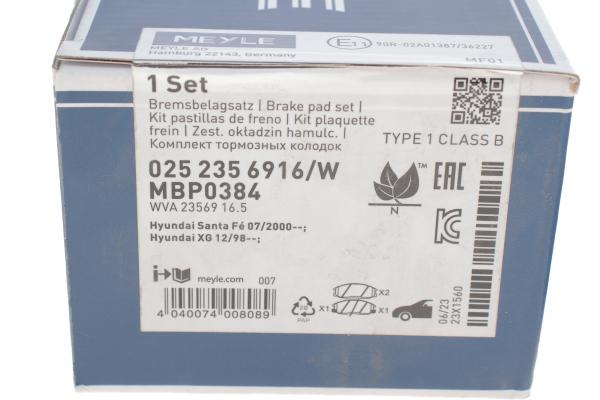 MEYLE
MEYLE AG
Hamburg 22143, Germany
E11 90R-02A01387/36227
MF01
1 Set
Bremsbelagsatz | Brake pad set |
Kit pastillas de freno | Kit plaquette
frein | Zest. okładzin hamulc. |
Комплект тормозных колодок
TYPE 1 CLASS B
025 235 6916/W
MBP0384
WVA 23569 16.5
TM
N
EAC
Hyundai Santa Fé 07/2000--;
Hyundai XG 12/98--;
i
meyle.com
007
4 040074 008089
20
PAP
X1
X2
X1
06/23
23X1560